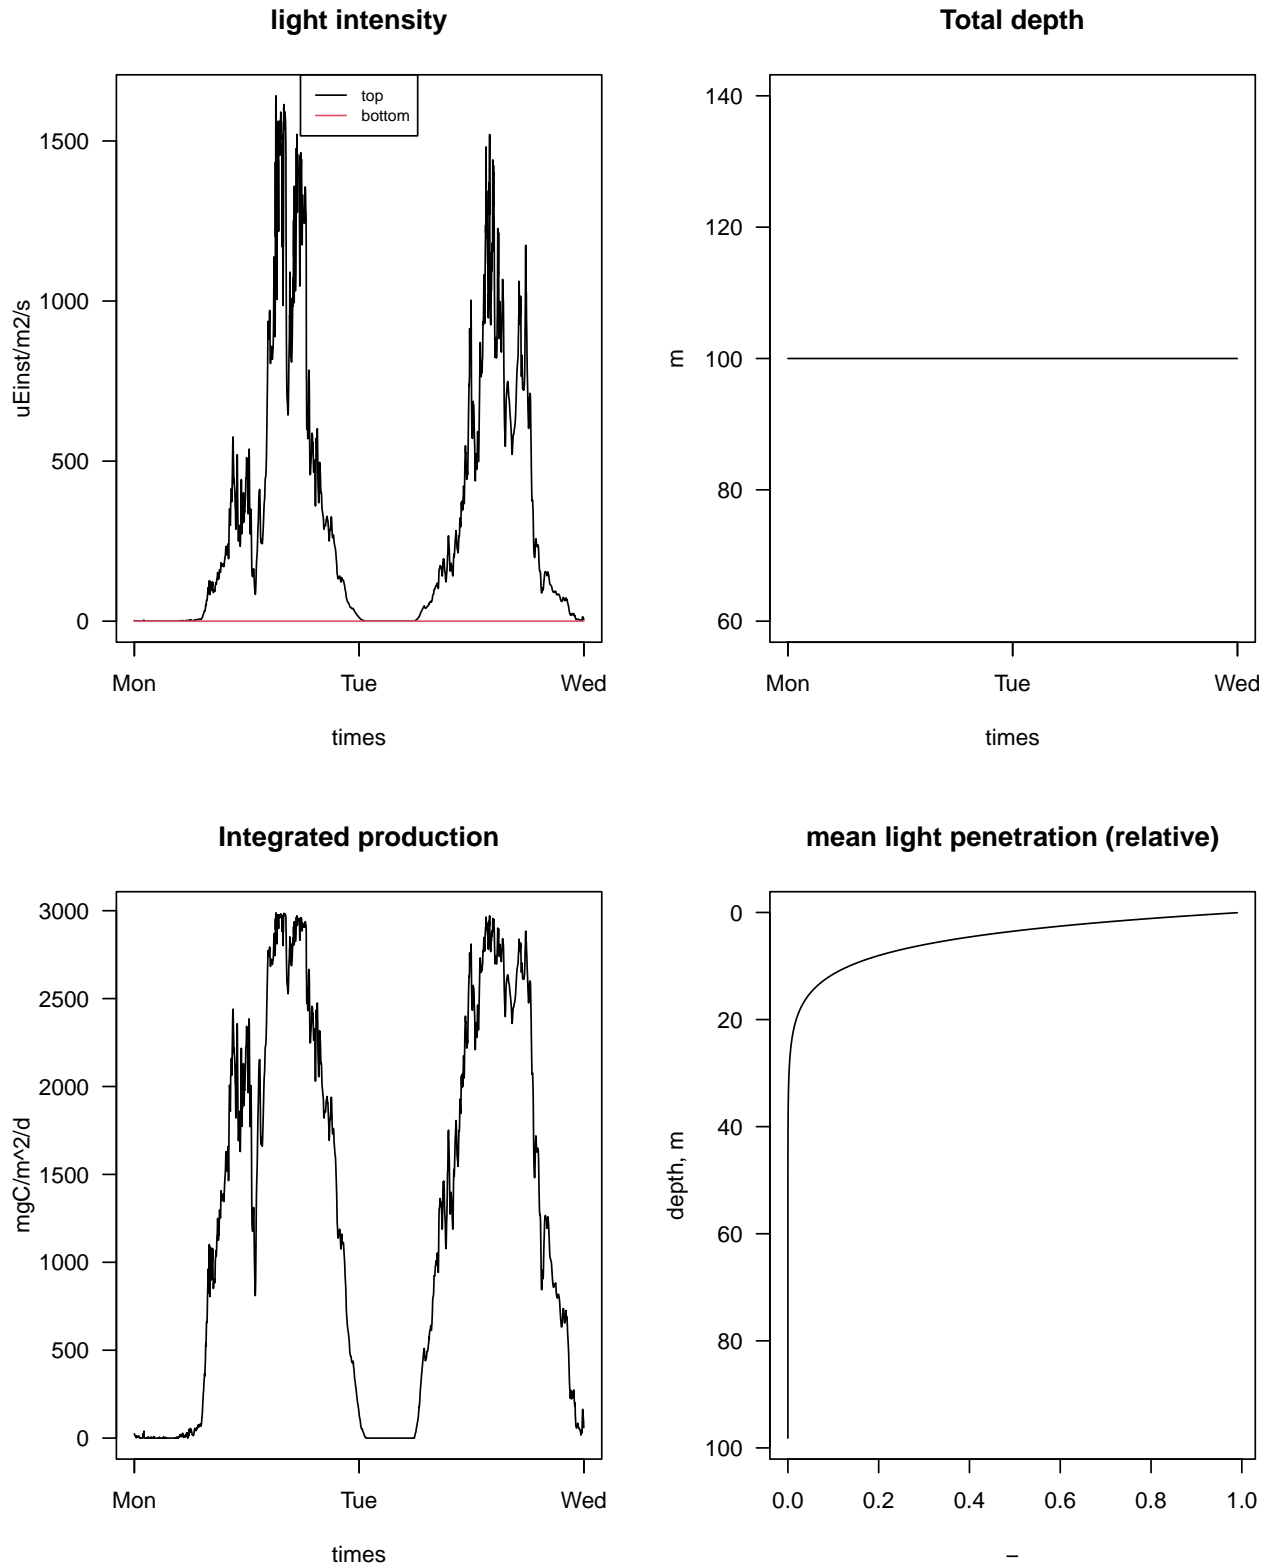 light intensity
top
bottom
1500
1000
500
0
uEinst/m2/s
Mon Tue Wed
times
Total depth
140
120
100
80
60
m
Mon Tue Wed
times
Integrated production
3000
2500
2000
1500
1000
500
0
mgC/m^2/d
Mon Tue Wed
times
mean light penetration (relative)
0
20
40
60
80
100
depth, m
0.0 0.2 0.4 0.6 0.8 1.0
–